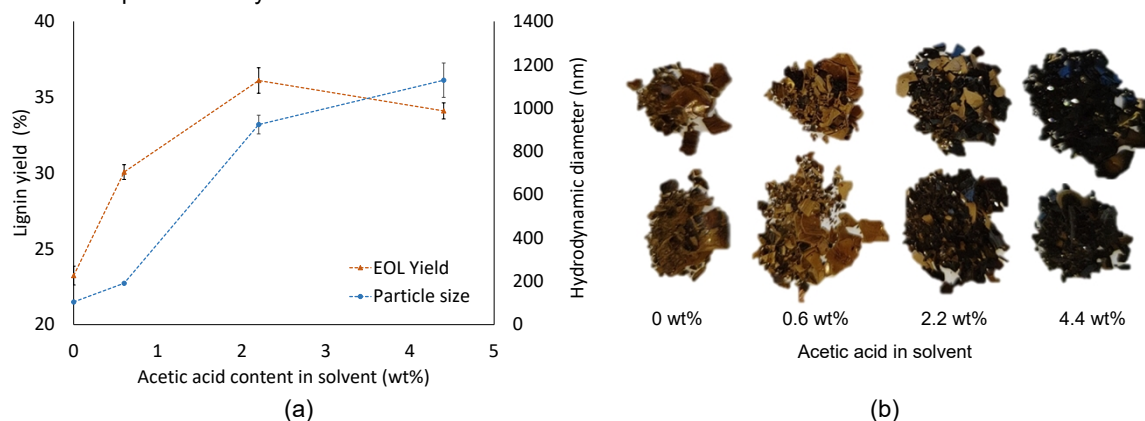 40
35
30
25
20
Lignin yield (%)
1400
1200
1000
800
600
400
200
0
Hydrodynamic diameter (nm)
EOL Yield
Particle size
0 1 2 3 4 5
Acetic acid content in solvent (wt%)
(a)
0 wt% 0.6 wt% 2.2 wt% 4.4 wt%
Acetic acid in solvent
(b)